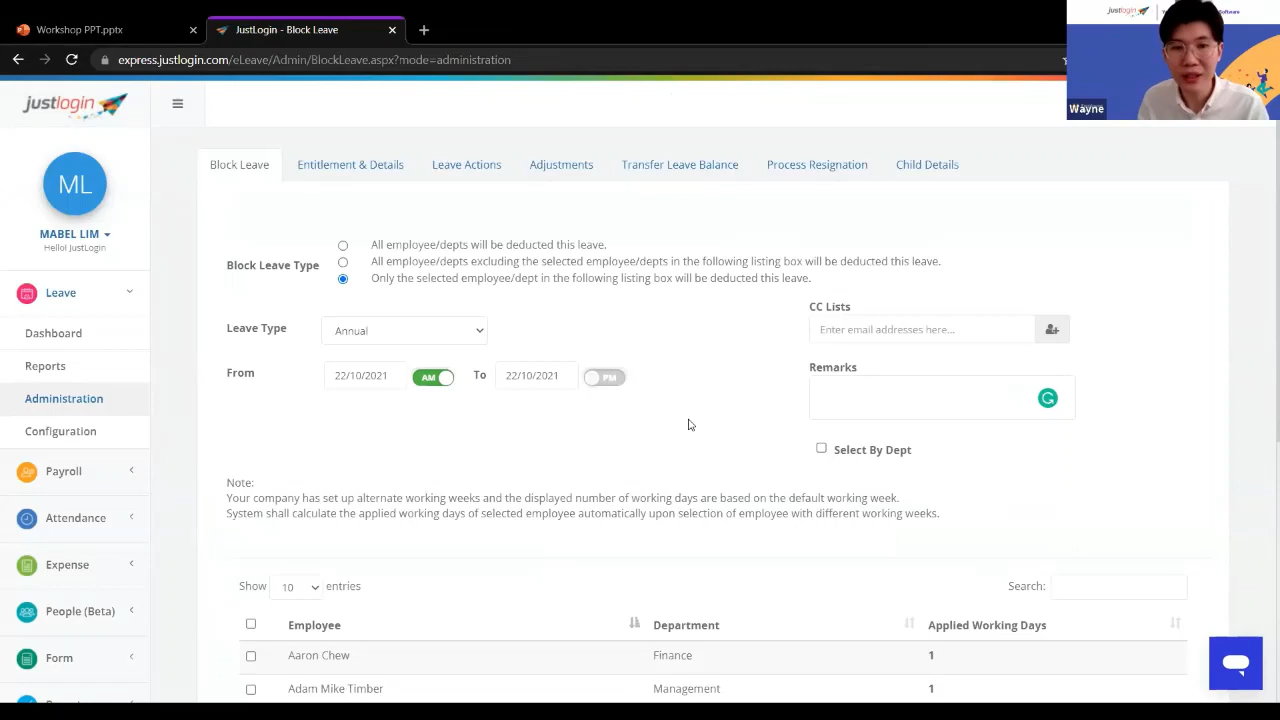 Workshop PPT.pptx
JustLogin - Block Leave
express.justlogin.com/eLeave/Admin/BlockLeave.aspx?mode=administration
justlogin
Wayne
justlogin
ML
MABEL LIM
Hello! JustLogin
Leave
Dashboard
Reports
Administration
Configuration
Payroll
Attendance
Expense
People (Beta)
Form
Block Leave
Entitlement & Details
Leave Actions
Adjustments
Transfer Leave Balance
Process Resignation
Child Details
Block Leave Type
All employee/depts will be deducted this leave.
All employee/depts excluding the selected employee/depts in the following listing box will be deducted this leave.
Only the selected employee/dept in the following listing box will be deducted this leave.
Leave Type
Annual
From
22/10/2021
AM
To
22/10/2021
PM
CC Lists
Enter email addresses here...
Remarks
Select By Dept
Note:
Your company has set up alternate working weeks and the displayed number of working days are based on the default working week.
System shall calculate the applied working days of selected employee automatically upon selection of employee with different working weeks.
Show 10 entries
Search:
Employee Department Applied Working Days
Aaron Chew Finance 1
Adam Mike Timber Management 1